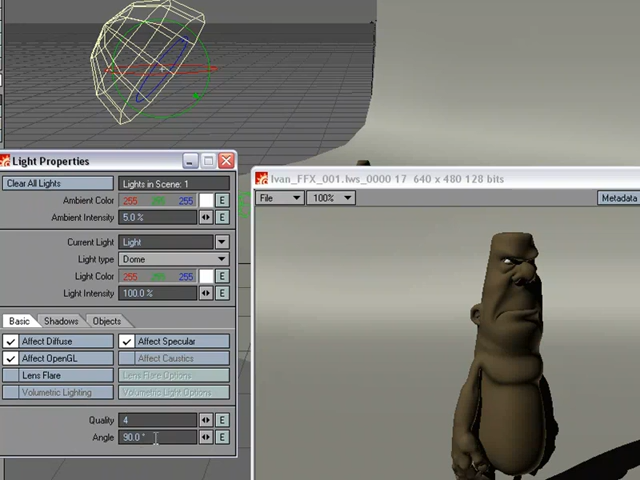 Light Properties
Clear All Lights Lights in Scene: 1
Ambient Color 255 255 255 E
Ambient Intensity 5.0 % E
Current Light Light
Light type Dome
Light Color 255 255 255 E
Light Intensity 100.0 % E
Basic Shadows Objects
Affect Diffuse Affect Specular
Affect OpenGL Affect Caustics
Lens Flare Lens Flare Options
Volumetric Lighting Volumetric Light Options
Quality 4 E
Angle 90.0 ° E
Ivan_FFX_001.lws_0000 17 640 x 480 128 bits
File 100% Metadata